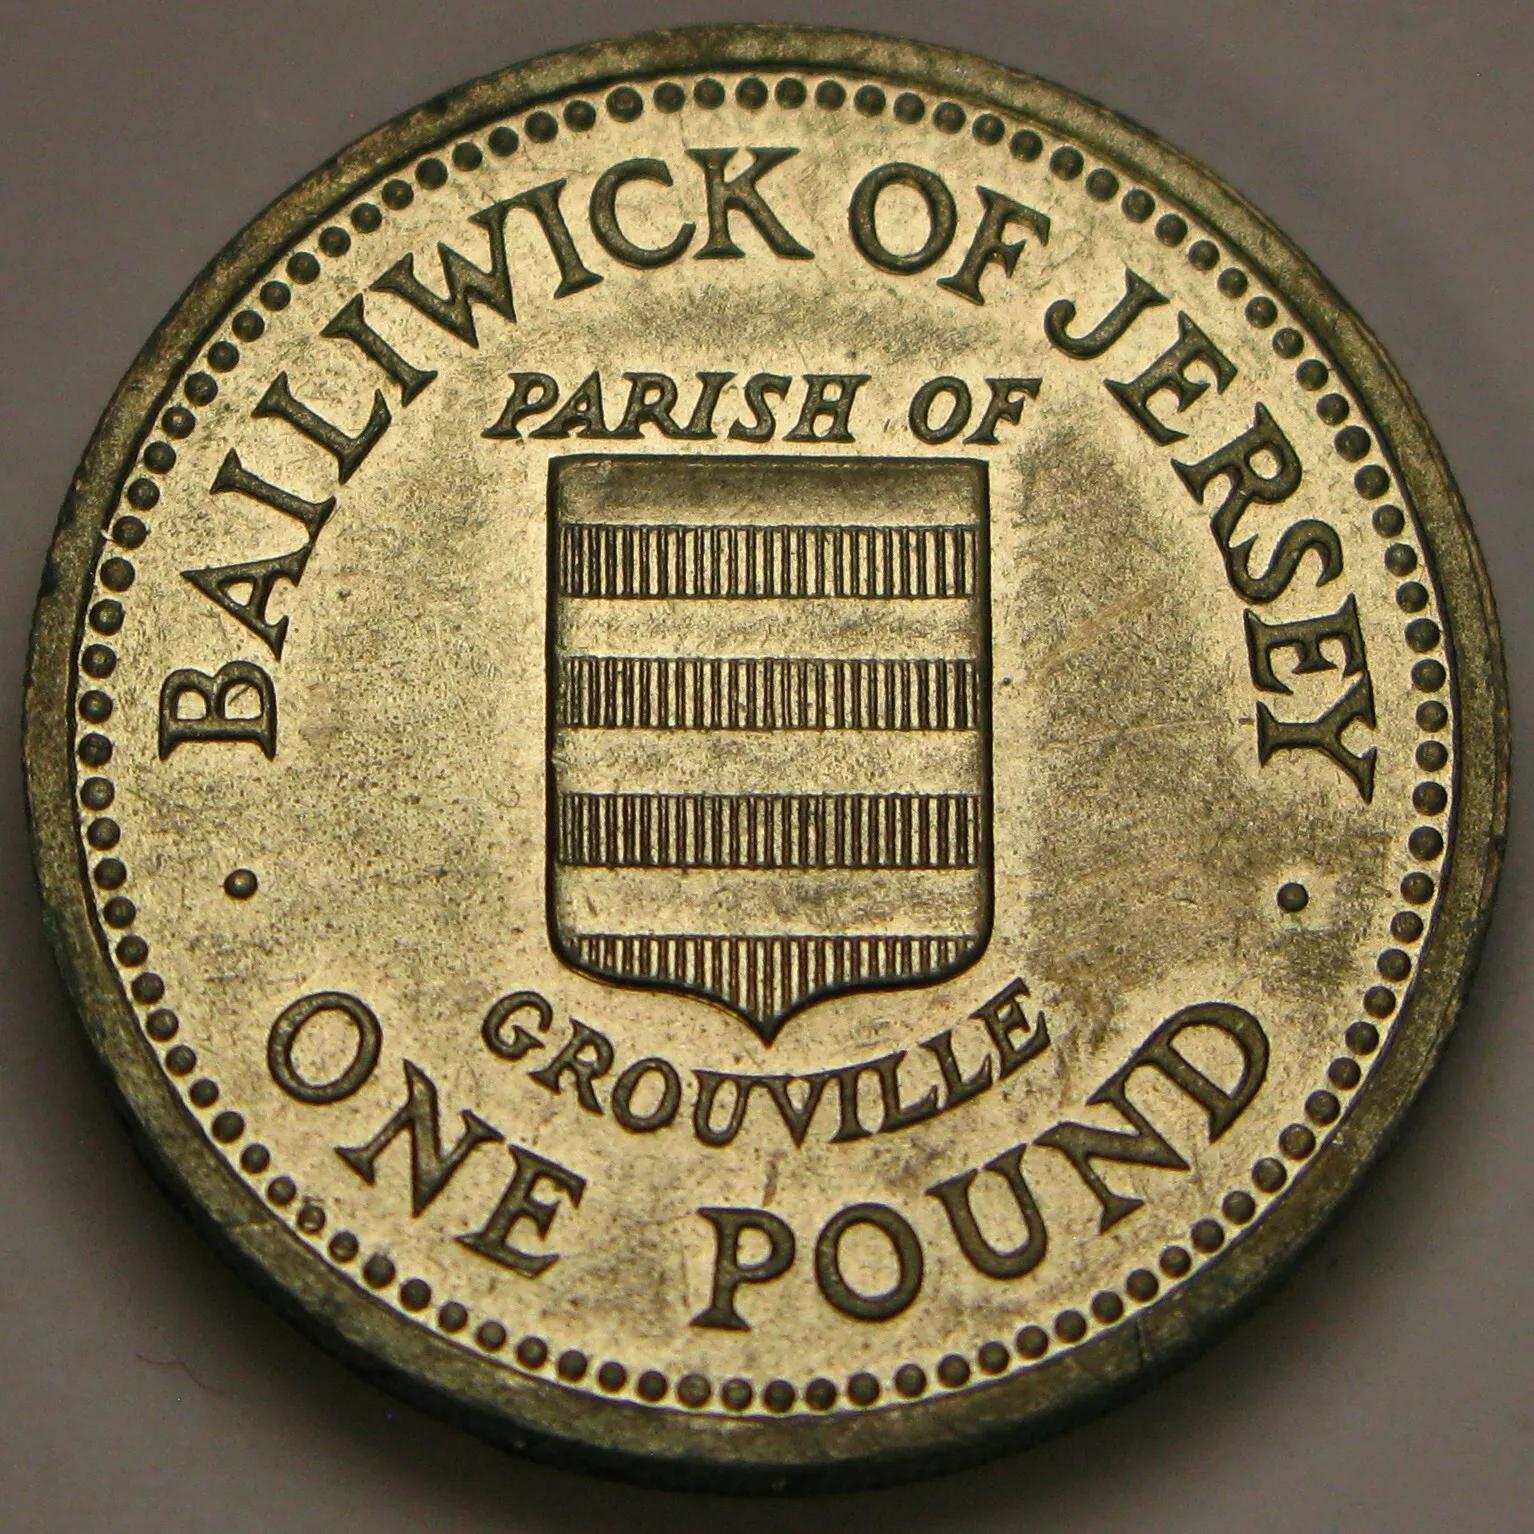 BAILIWICK OF JERSEY
PARISH OF
GROUVILLE
ONE POUND